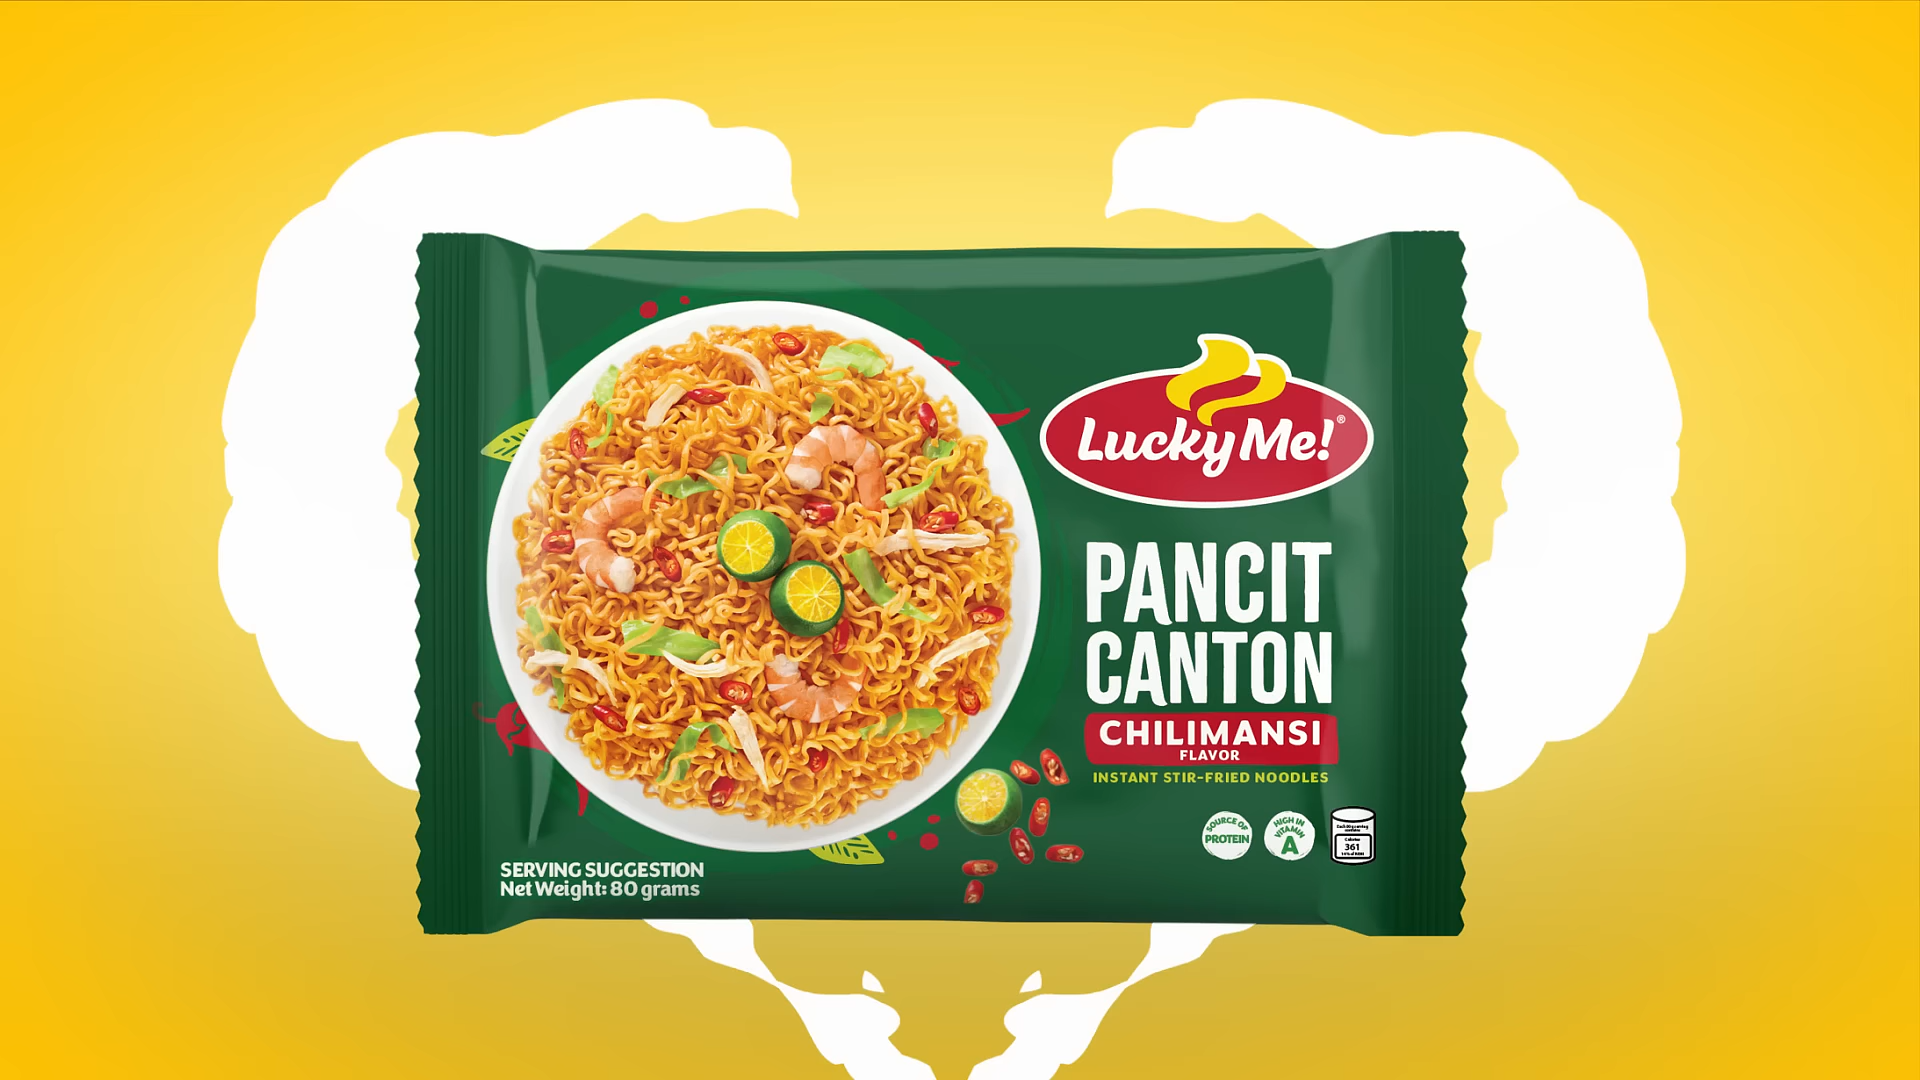 Lucky Me!®
PANCIT
CANTON
CHILIMANSI
FLAVOR
INSTANT STIR-FRIED NOODLES
SOURCE OF
PROTEIN
HIGH IN
VITAMIN
A
Calories
361
SERVING SUGGESTION
Net Weight: 80 grams